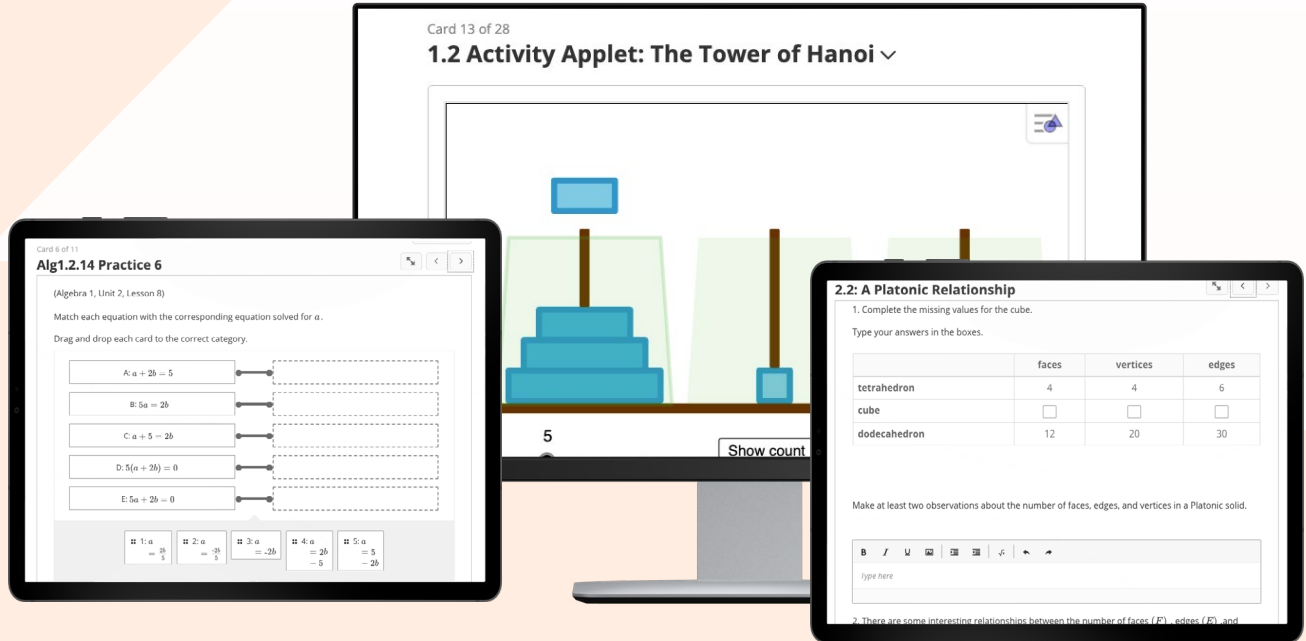 Card 13 of 28
1.2 Activity Applet: The Tower of Hanoi
5
Show count
Card 6 of 11
Alg1.2.14 Practice 6
(Algebra 1, Unit 2, Lesson 8)
Match each equation with the corresponding equation solved for a.
Drag and drop each card to the correct category.
A: a + 2b = 5
B: 5a = 2b
C: a + 5 = 2b
D: 5(a + 2b) = 0
E: 5a + 2b = 0
1: a = 2b/5
2: a = -2b/5
3: a = -2b
4: a = 2b - 5
5: a = 5 - 2b
2.2: A Platonic Relationship
1. Complete the missing values for the cube.
Type your answers in the boxes.
faces vertices edges
tetrahedron 4 4 6
cube
dodecahedron 12 20 30
Make at least two observations about the number of faces, edges, and vertices in a Platonic solid.
B I U
Type here
2. There are some interesting relationships between the number of faces (F), edges (E), and